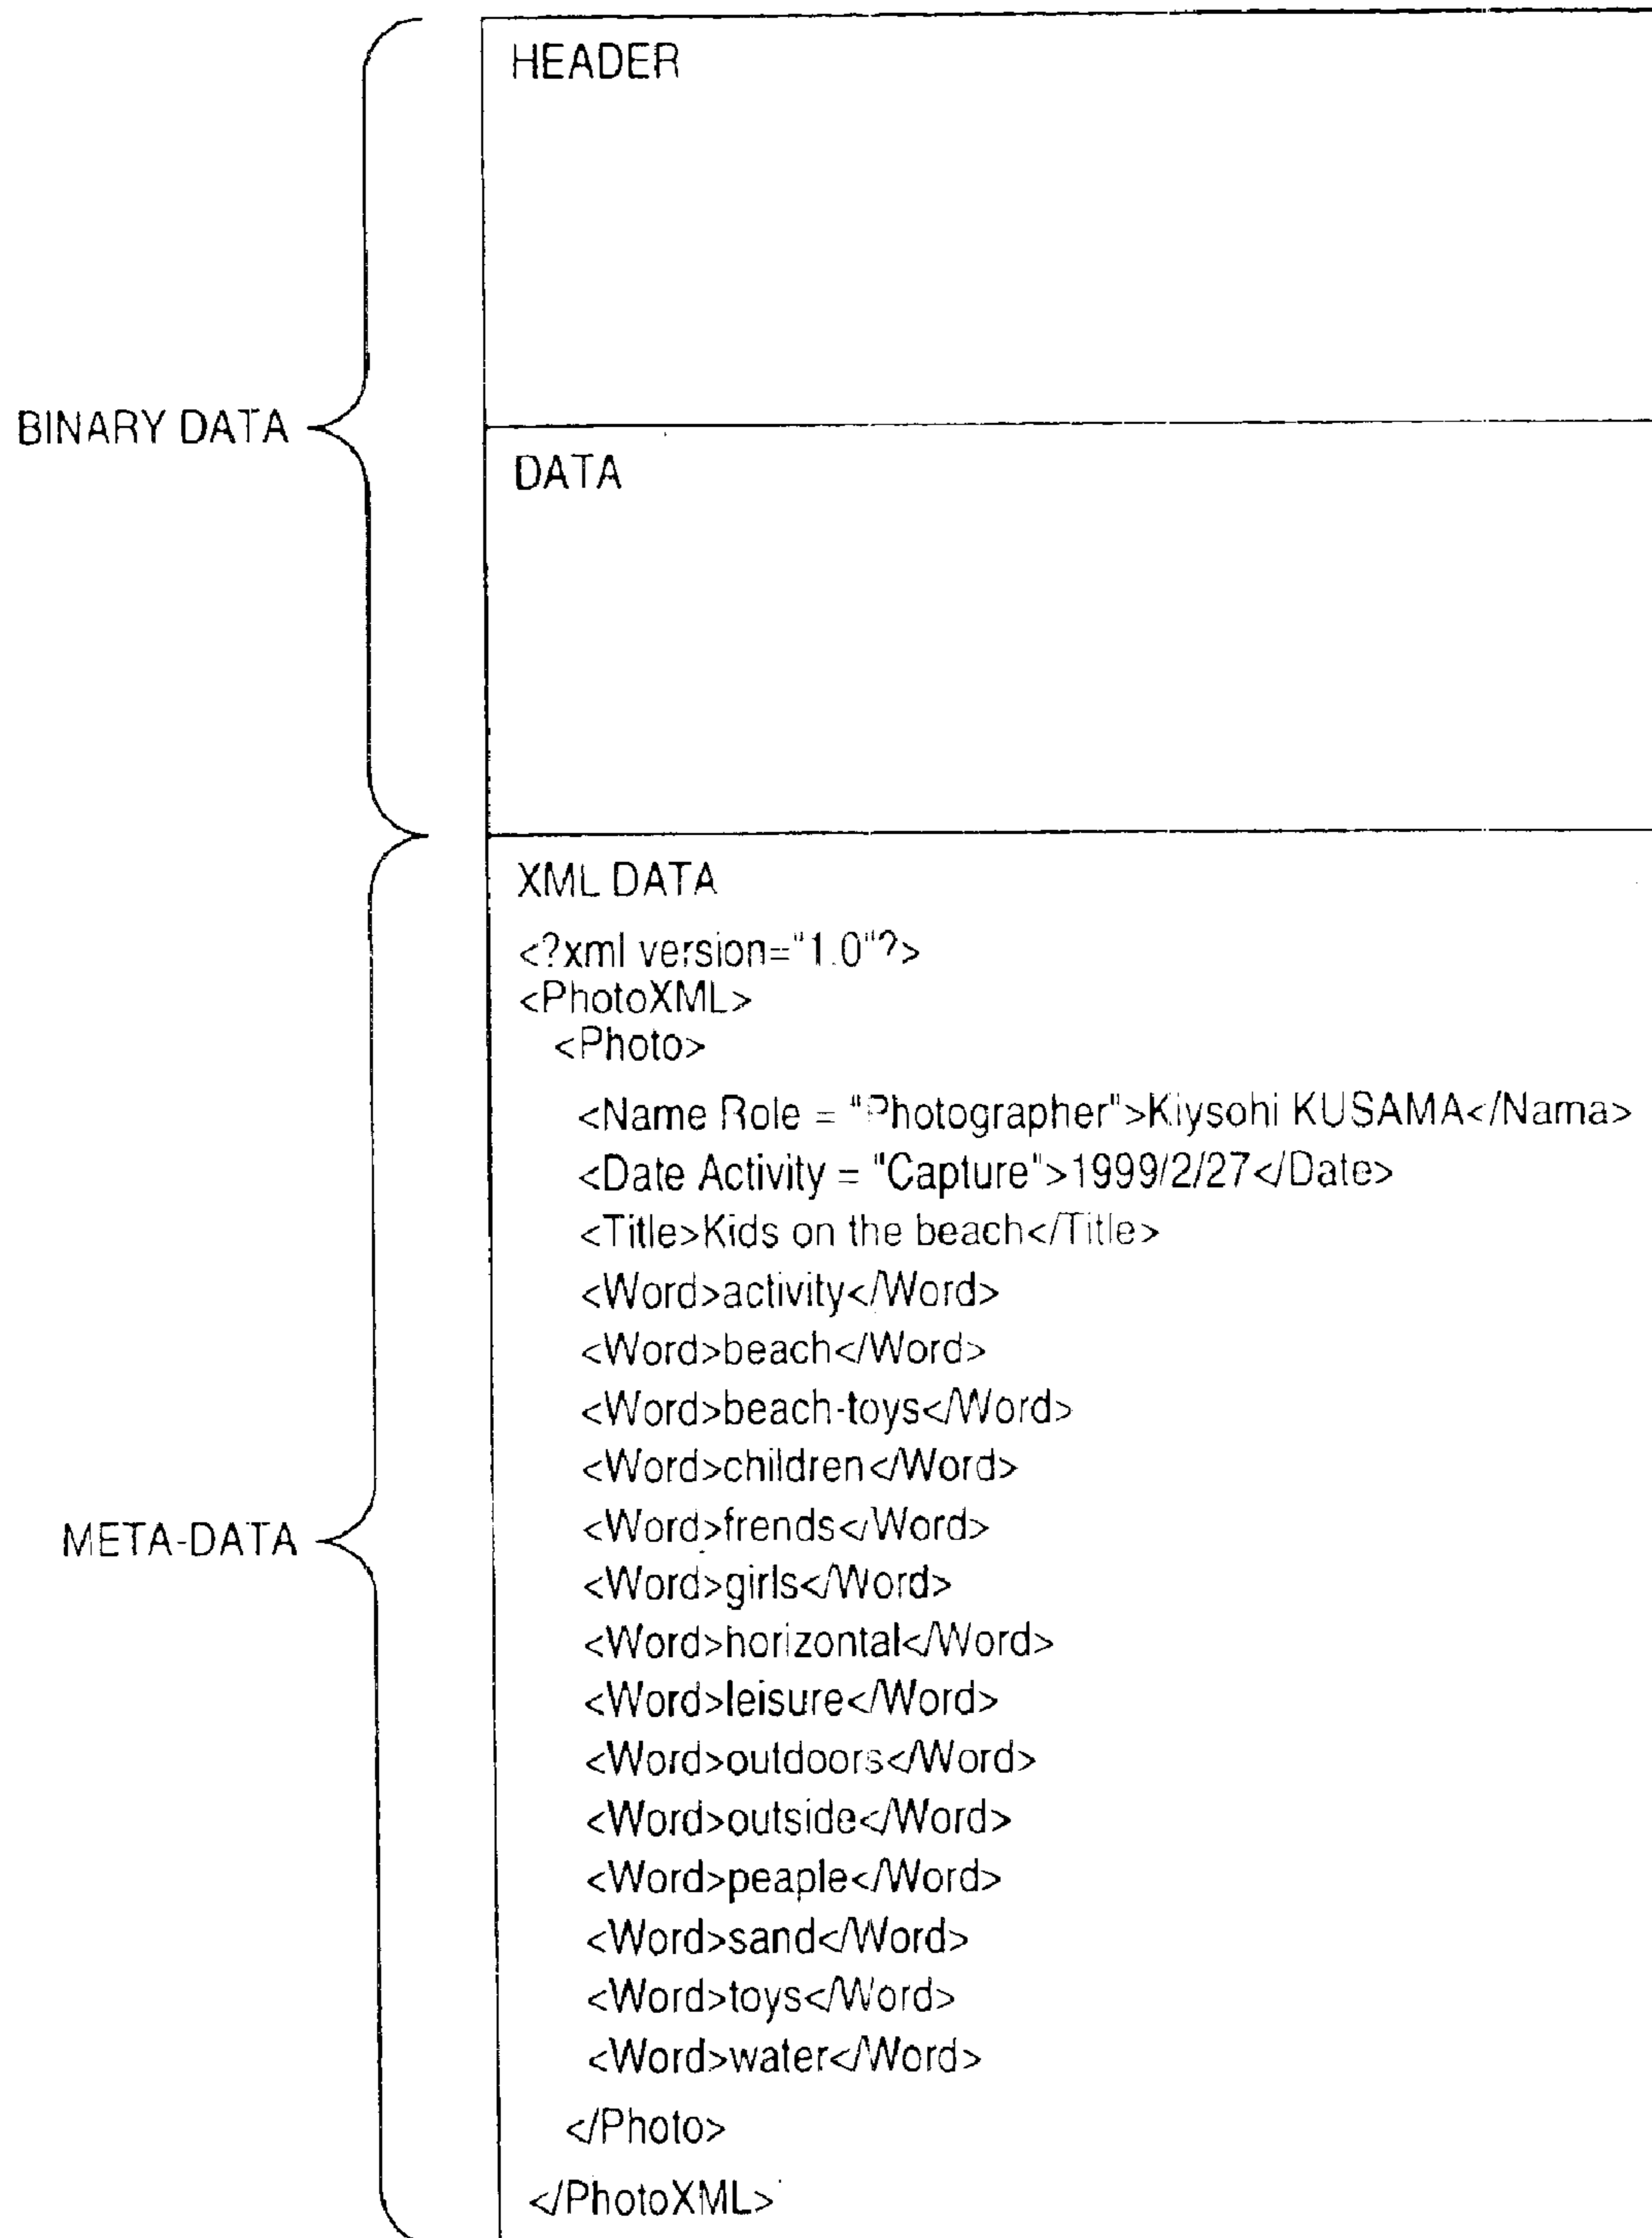 HEADER
BINARY DATA
DATA
XML DATA
<?xml version="1.0"?>
<PhotoXML>
<Photo>
<Name Role = "Photographer">Kiysohi KUSAMA</Nama>
<Date Activity = "Capture">1999/2/27</Date>
<Title>Kids on the beach</Title>
<Word>activity</Word>
<Word>beach</Word>
<Word>beach-toys</Word>
<Word>children</Word>
META-DATA
<Word>frends</Word>
<Word>girls</Word>
<Word>horizontal</Word>
<Word>leisure</Word>
<Word>outdoors</Word>
<Word>outside</Word>
<Word>peaple</Word>
<Word>sand</Word>
<Word>toys</Word>
<Word>water</Word>
</Photo>
</PhotoXML>